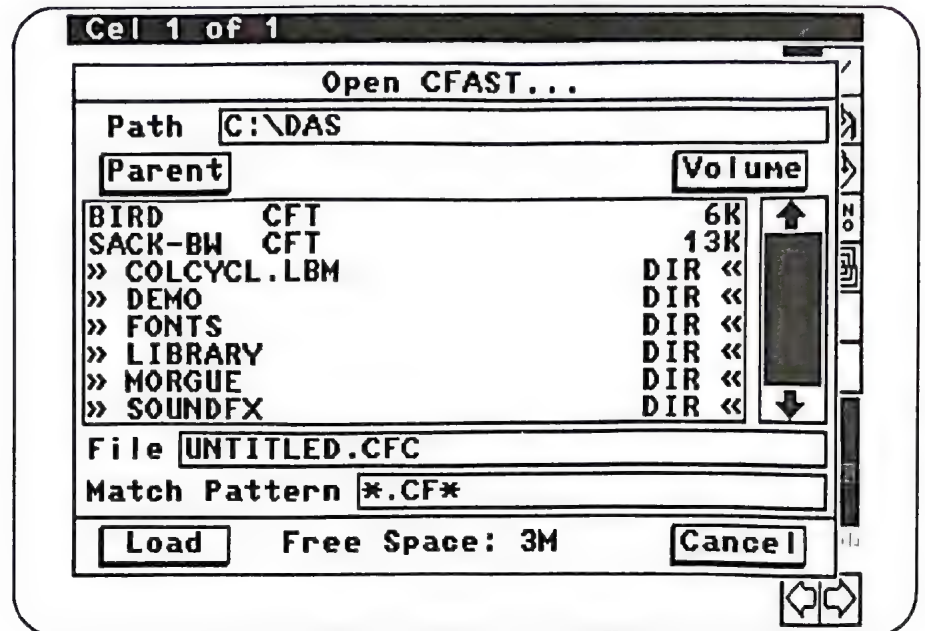 Cel 1 of 1
Open CFAST...
Path C:\DAS
Parent Volume
BIRD CFT 6K
SACK-BW CFT 13K
» COLCYCL.LBM DIR «
» DEMO DIR «
» FONTS DIR «
» LIBRARY DIR «
» MORGUE DIR «
» SOUNDFX DIR «
File UNTITLED.CFC
Match Pattern *.CF*
Load Free Space: 3M Cancel
NO